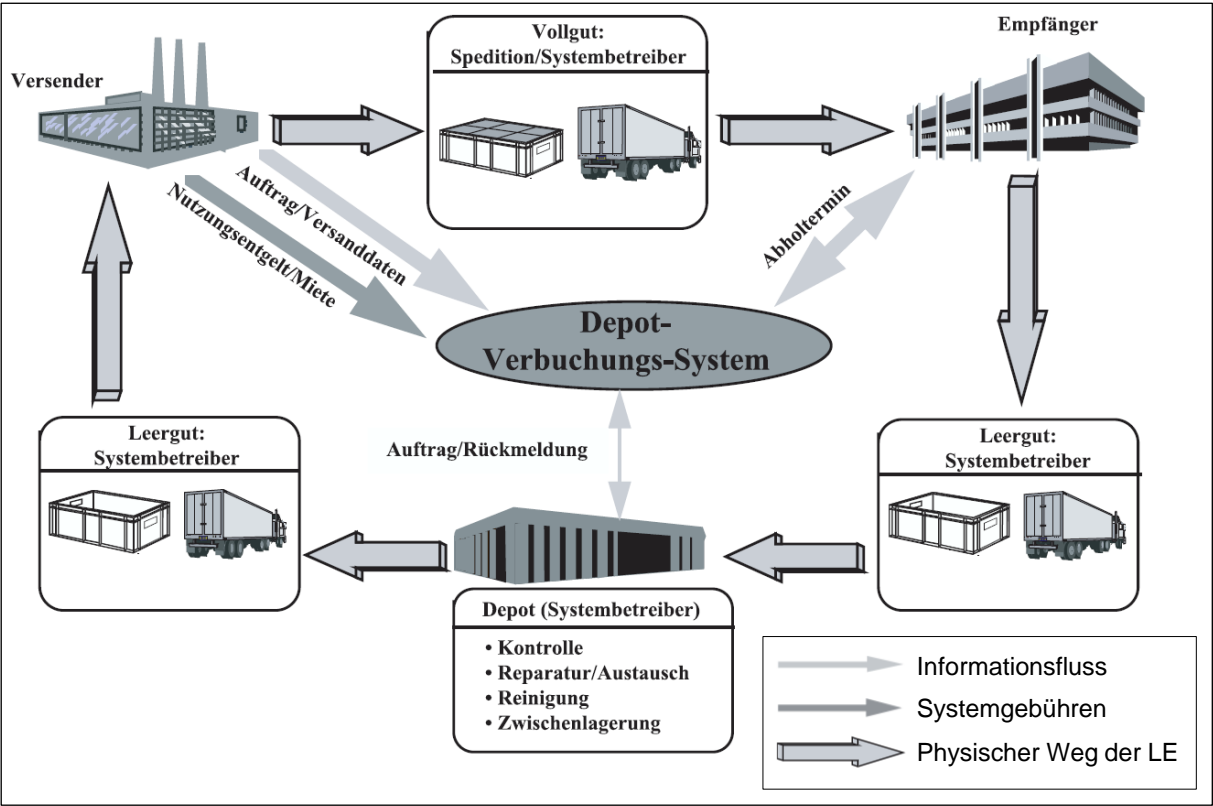 Vollgut:
Spedition/Systembetreiber
Empfänger
Versender
Auftrag/Versanddaten
Nutzungsentgelt/Miete
Abholtermin
Depot-
Verbuchungs-System
Leergut:
Systembetreiber
Auftrag/Rückmeldung
Leergut:
Systembetreiber
Depot (Systembetreiber)
• Kontrolle
• Reparatur/Austausch
• Reinigung
• Zwischenlagerung
Informationsfluss
Systemgebühren
Physischer Weg der LE